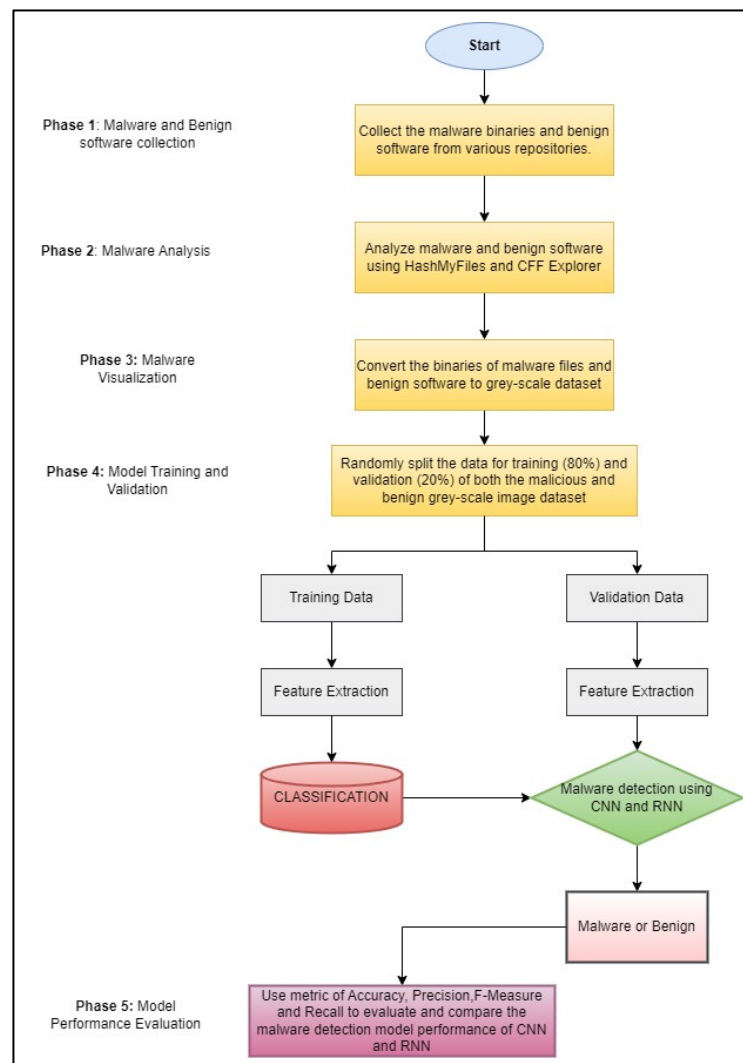 Start
Phase 1: Malware and Benign
software collection
Collect the malware binaries and benign
software from various repositories.
Phase 2: Malware Analysis
Analyze malware and benign software
using HashMyFiles and CFF Explorer
Phase 3: Malware
Visualization
Convert the binaries of malware files and
benign software to grey-scale dataset
Phase 4: Model Training and
Validation
Randomly split the data for training (80%) and
validation (20%) of both the malicious and
benign grey-scale image dataset
Training Data
Validation Data
Feature Extraction
Feature Extraction
CLASSIFICATION
Malware detection using
CNN and RNN
Malware or Benign
Phase 5: Model
Performance Evaluation
Use metric of Accuracy, Precision,F-Measure
and Recall to evaluate and compare the
malware detection model performance of CNN
and RNN